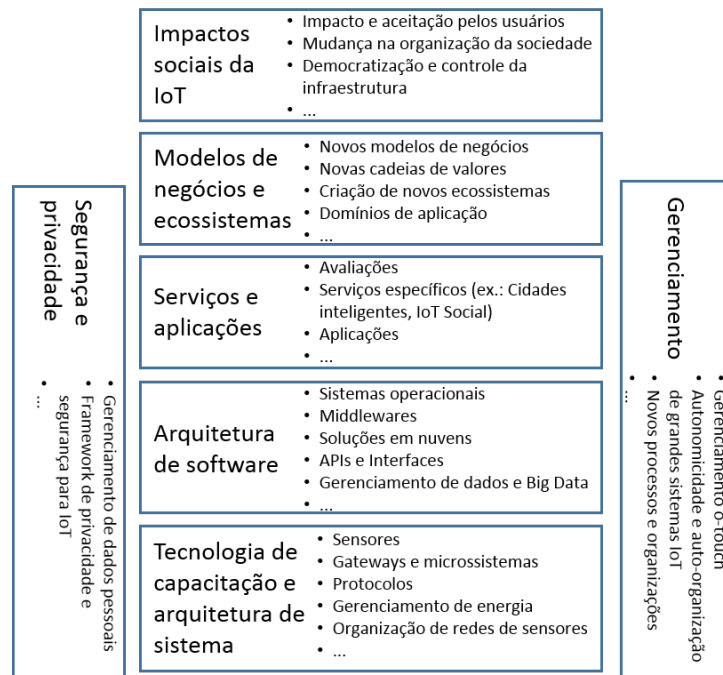 Impactos
sociais da
IoT
• Impacto e aceitação pelos usuários
• Mudança na organização da sociedade
• Democratização e controle da
infraestrutura
• ...
Modelos de
negócios e
ecossistemas
• Novos modelos de negócios
• Novas cadeias de valores
• Criação de novos ecossistemas
• Domínios de aplicação
• ...
Serviços e
aplicações
• Avaliações
• Serviços específicos (ex.: Cidades
inteligentes, IoT Social)
• Aplicações
• ...
Arquitetura
de software
• Sistemas operacionais
• Middlewares
• Soluções em nuvens
• APIs e Interfaces
• Gerenciamento de dados e Big Data
• ...
Tecnologia de
capacitação e
arquitetura de
sistema
• Sensores
• Gateways e microssistemas
• Protocolos
• Gerenciamento de energia
• Organização de redes de sensores
• ...
Segurança e
privacidade
• Gerenciamento de dados pessoais
• Framework de privacidade e
segurança para IoT
• ...
Gerenciamento
• Gerenciamento 0-touch
• Autonomicidade e auto-organização
de grandes sistemas IoT
• Novos processos e organizações
• ...